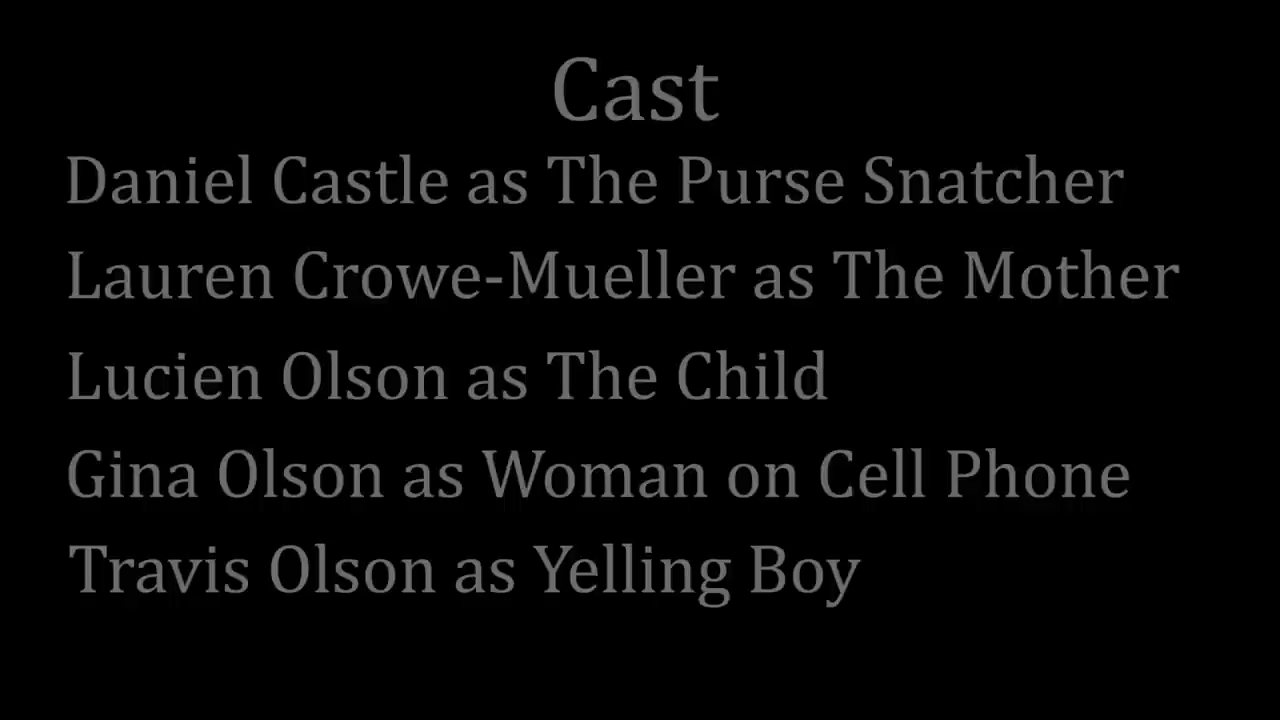 Cast
Daniel Castle as The Purse Snatcher
Lauren Crowe-Mueller as The Mother
Lucien Olson as The Child
Gina Olson as Woman on Cell Phone
Travis Olson as Yelling Boy